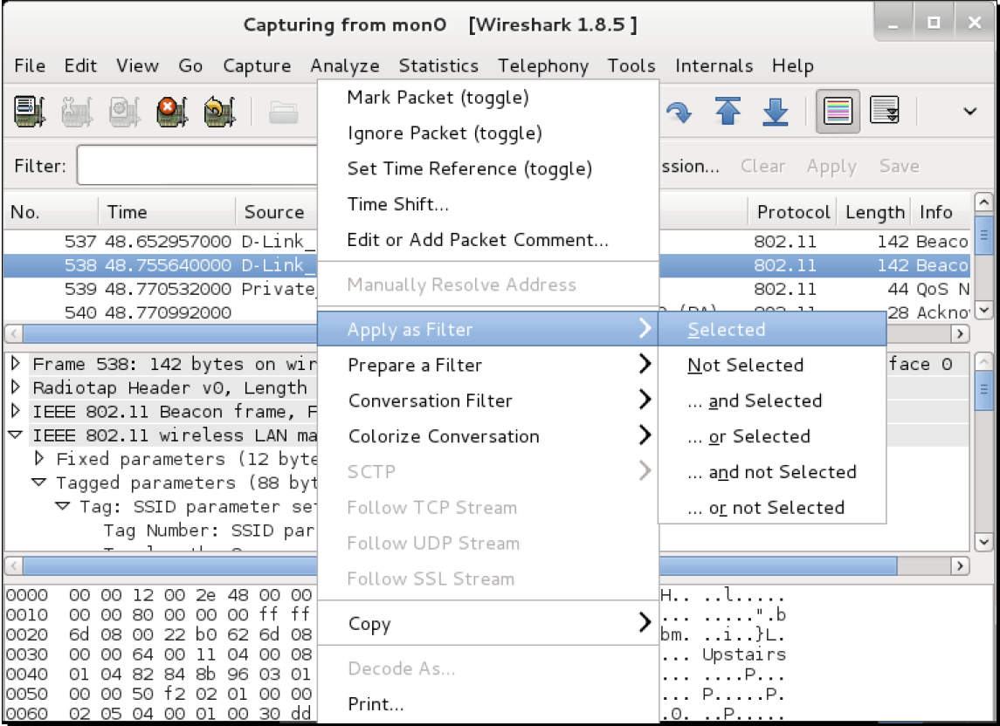 Capturing from mon0 [Wireshark 1.8.5 ]
File Edit View Go Capture Analyze Statistics Telephony Tools Internals Help
Filter: ssion... Clear Apply Save
No. Time Source Protocol Length Info
537 48.652957000 D-Link_ 802.11 142 Beaco
538 48.755640000 D-Link_ 802.11 142 Beaco
539 48.770532000 Private_ 802.11 44 QoS N
540 48.770992000 (RA) 802.11 28 Ackno
Mark Packet (toggle)
Ignore Packet (toggle)
Set Time Reference (toggle)
Time Shift...
Edit or Add Packet Comment...
Manually Resolve Address
Apply as Filter
Prepare a Filter
Conversation Filter
Colorize Conversation
SCTP
Follow TCP Stream
Follow UDP Stream
Follow SSL Stream
Copy
Decode As...
Print...
Selected
Not Selected
... and Selected
... or Selected
... and not Selected
... or not Selected
Frame 538: 142 bytes on wir face 0
Radiotap Header v0, Length
IEEE 802.11 Beacon frame, F
IEEE 802.11 wireless LAN ma
Fixed parameters (12 byte
Tagged parameters (88 byt
Tag: SSID parameter se
Tag Number: SSID par
0000 00 00 12 00 2e 48 00 00 H.. ..l.....
0010 00 00 80 00 00 00 ff ff ... ......".b
0020 6d 08 00 22 b0 62 6d 08 bm. ..i..}L.
0030 00 00 64 00 11 04 00 08 ... Upstairs
0040 01 04 82 84 8b 96 03 01 ... ....P...
0050 00 00 50 f2 02 01 00 00 ... P.....P.
0060 02 05 04 00 01 00 30 dd .0. ..P.....